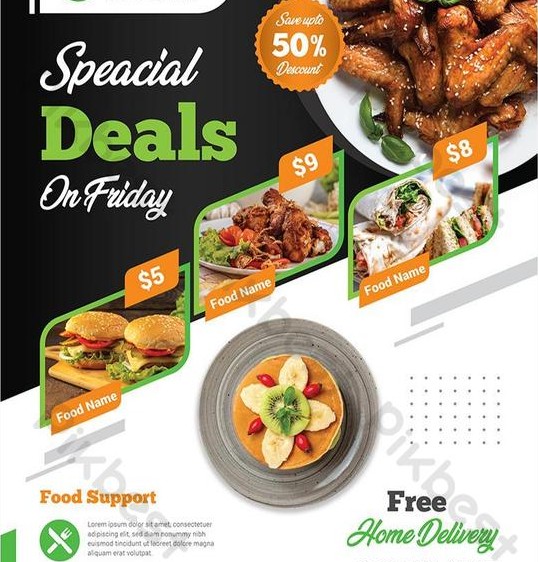 Save upto
50%
Descount
Speacial
Deals
On Friday
$9
$8
$5
Food Name
Food Name
Food Name
Food Support
Lorem ipsum dolor sit amet, consectetuer
adipiscing elit, sed diam nonummy nibh
euismod tincidunt ut laoreet dolore magna
aliquam erat volutpat.
Free
Home Delivery
pikbest
pikbest